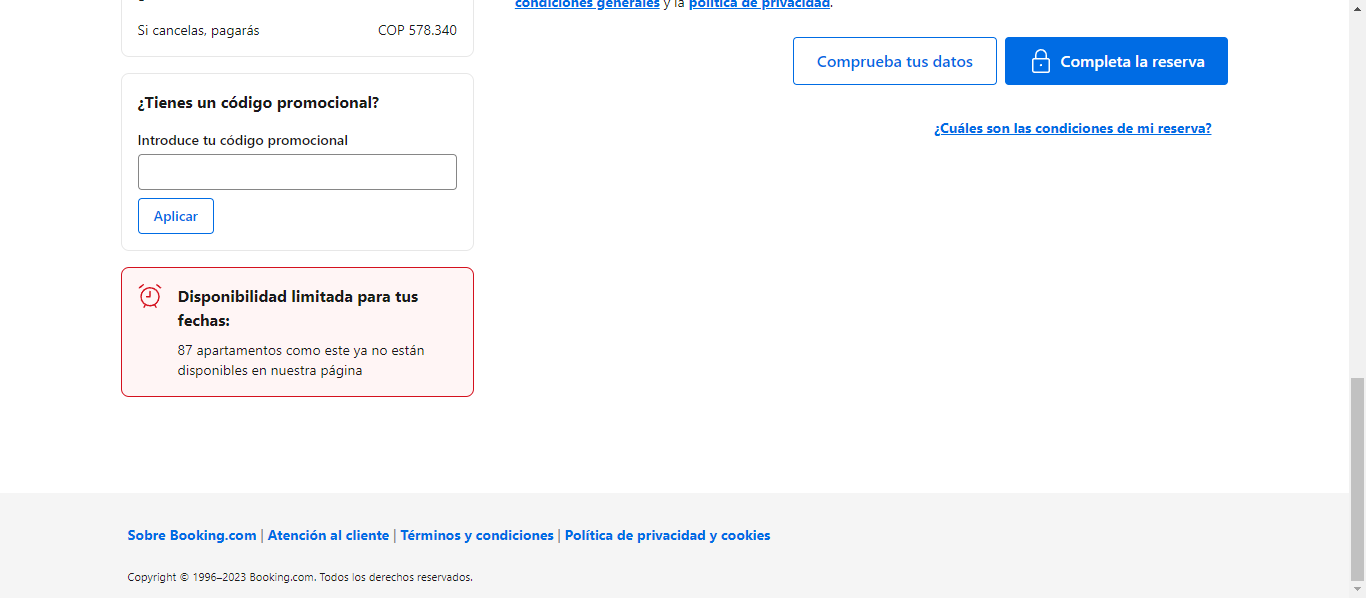 condiciones generales y la política de privacidad.
Si cancelas, pagarás COP 578.340
Comprueba tus datos
Completa la reserva
¿Cuáles son las condiciones de mi reserva?
¿Tienes un código promocional?
Introduce tu código promocional
Aplicar
Disponibilidad limitada para tus
fechas:
87 apartamentos como este ya no están
disponibles en nuestra página
Sobre Booking.com | Atención al cliente | Términos y condiciones | Política de privacidad y cookies
Copyright © 1996–2023 Booking.com. Todos los derechos reservados.